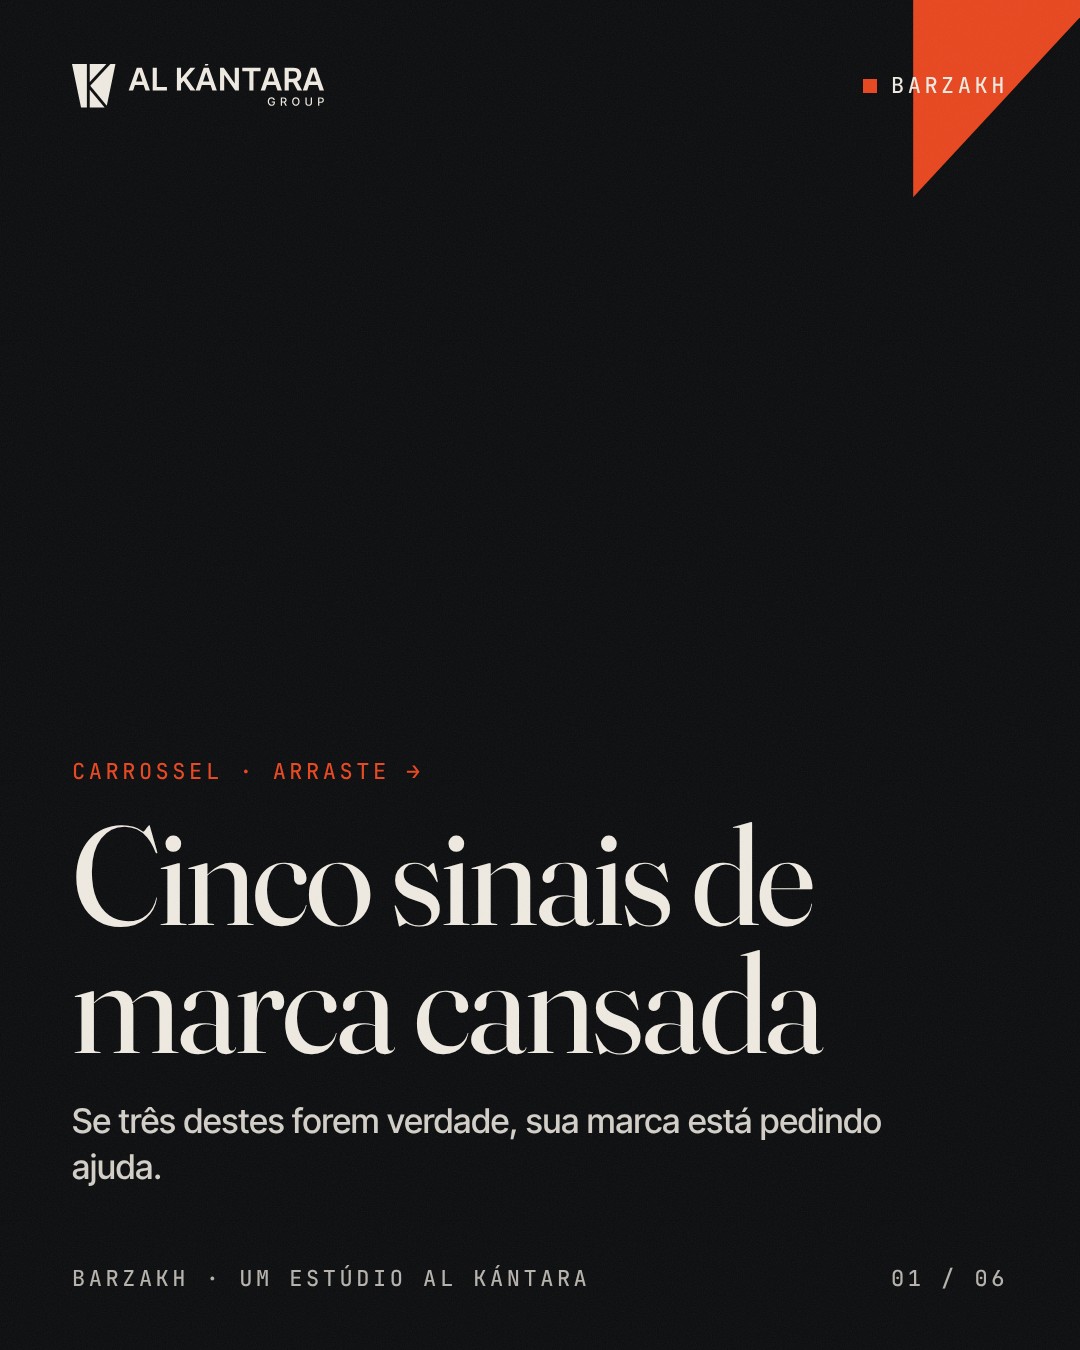 AL KÁNTARA
GROUP
BARZAKH
CARROSSEL · ARRASTE →
Cinco sinais de
marca cansada
Se três destes forem verdade, sua marca está pedindo
ajuda.
BARZAKH · UM ESTÚDIO AL KÁNTARA
01 / 06